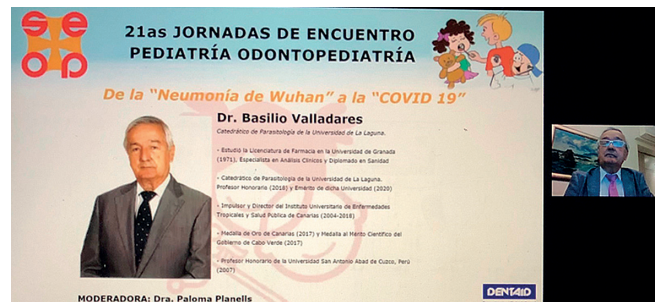 se
op
21as JORNADAS DE ENCUENTRO
PEDIATRÍA ODONTOPEDIATRÍA
De la “Neumonía de Wuhan” a la “COVID 19”
Dr. Basilio Valladares
Catedrático de Parasitología de la Universidad de La Laguna.
- Estudió la Licenciatura de Farmacia en la Universidad de Granada
(1971), Especialista en Análisis Clínicos y Diplomado en Sanidad
- Catedrático de Parasitología de la Universidad de La Laguna.
Profesor Honorario (2018) y Emérito de dicha Universidad (2020)
- Impulsor y Director del Instituto Universitario de Enfermedades
Tropicales y Salud Pública de Canarias (2004-2018)
- Medalla de Oro de Canarias (2017) y Medalla al Mérito Científico del
Gobierno de Cabo Verde (2017)
- Profesor Honorario de la Universidad San Antonio Abad de Cuzco, Perú
(2007)
MODERADORA: Dra. Paloma Planells
DENTAID